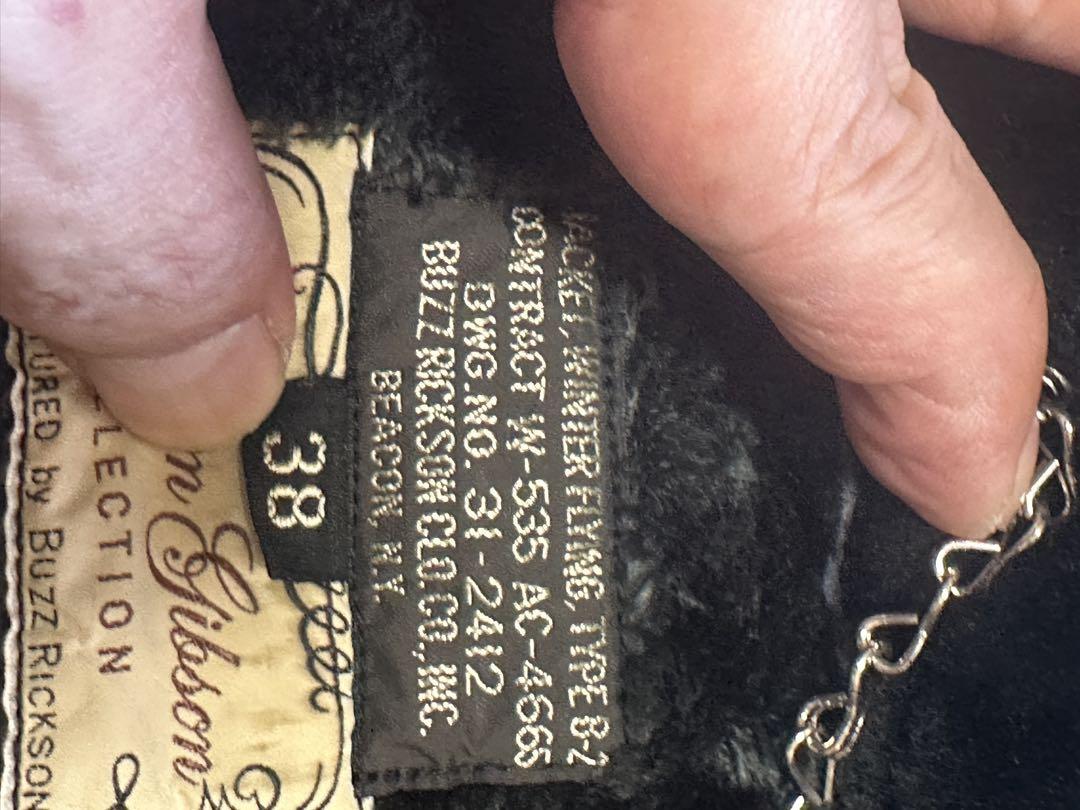 JACKET, WINTER FLYING, TYPE B-2
CONTRACT W-535 AC-4665
DWG. NO. 31-2412
BUZZ RICKSON CLO. CO., INC.
BEACON, N.Y.
38
Gibson
LECTION
URED by BUZZ RICKSON